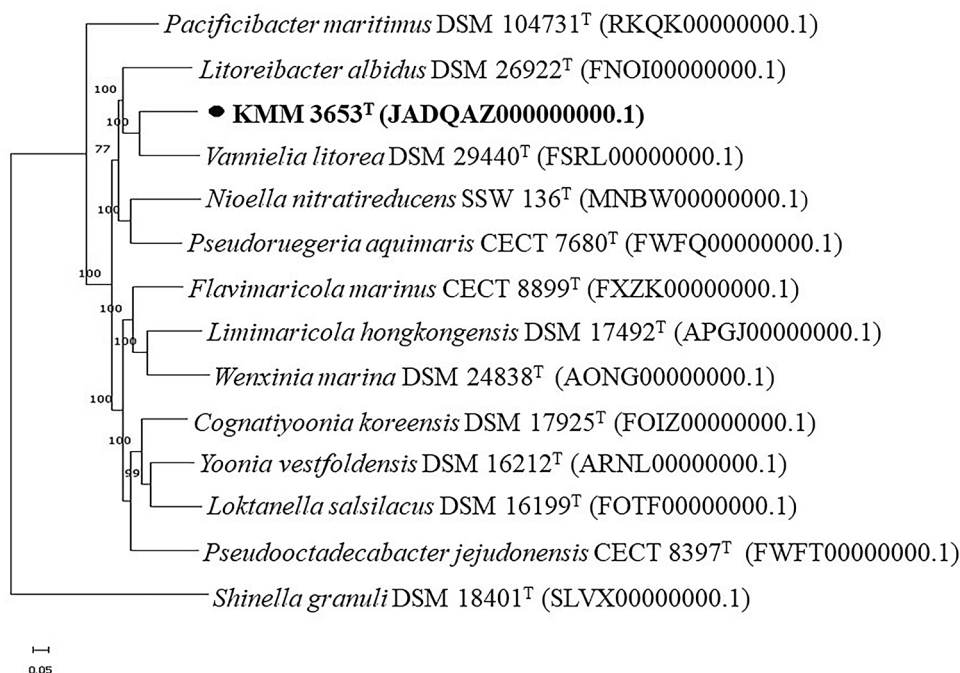 Pacificibacter maritimus DSM 104731T (RKQK00000000.1)
Litoreibacter albidus DSM 26922T (FNOI00000000.1)
100
KMM 3653T (JADQAZ000000000.1)
100
77
Vannielia litorea DSM 29440T (FSRL00000000.1)
Nioella nitratireducens SSW 136T (MNBW00000000.1)
100
Pseudoruegeria aquimaris CECT 7680T (FWFQ00000000.1)
100
Flavimaricola marinus CECT 8899T (FXZK00000000.1)
100
Limimaricola hongkongensis DSM 17492T (APGJ00000000.1)
100
Wenxinia marina DSM 24838T (AONG00000000.1)
100
Cognatiyoonia koreensis DSM 17925T (FOIZ00000000.1)
100
Yoonia vestfoldensis DSM 16212T (ARNL00000000.1)
99
Loktanella salsilacus DSM 16199T (FOTF00000000.1)
Pseudooctadecabacter jejudonensis CECT 8397T (FWFT00000000.1)
Shinella granuli DSM 18401T (SLVX00000000.1)
0.05